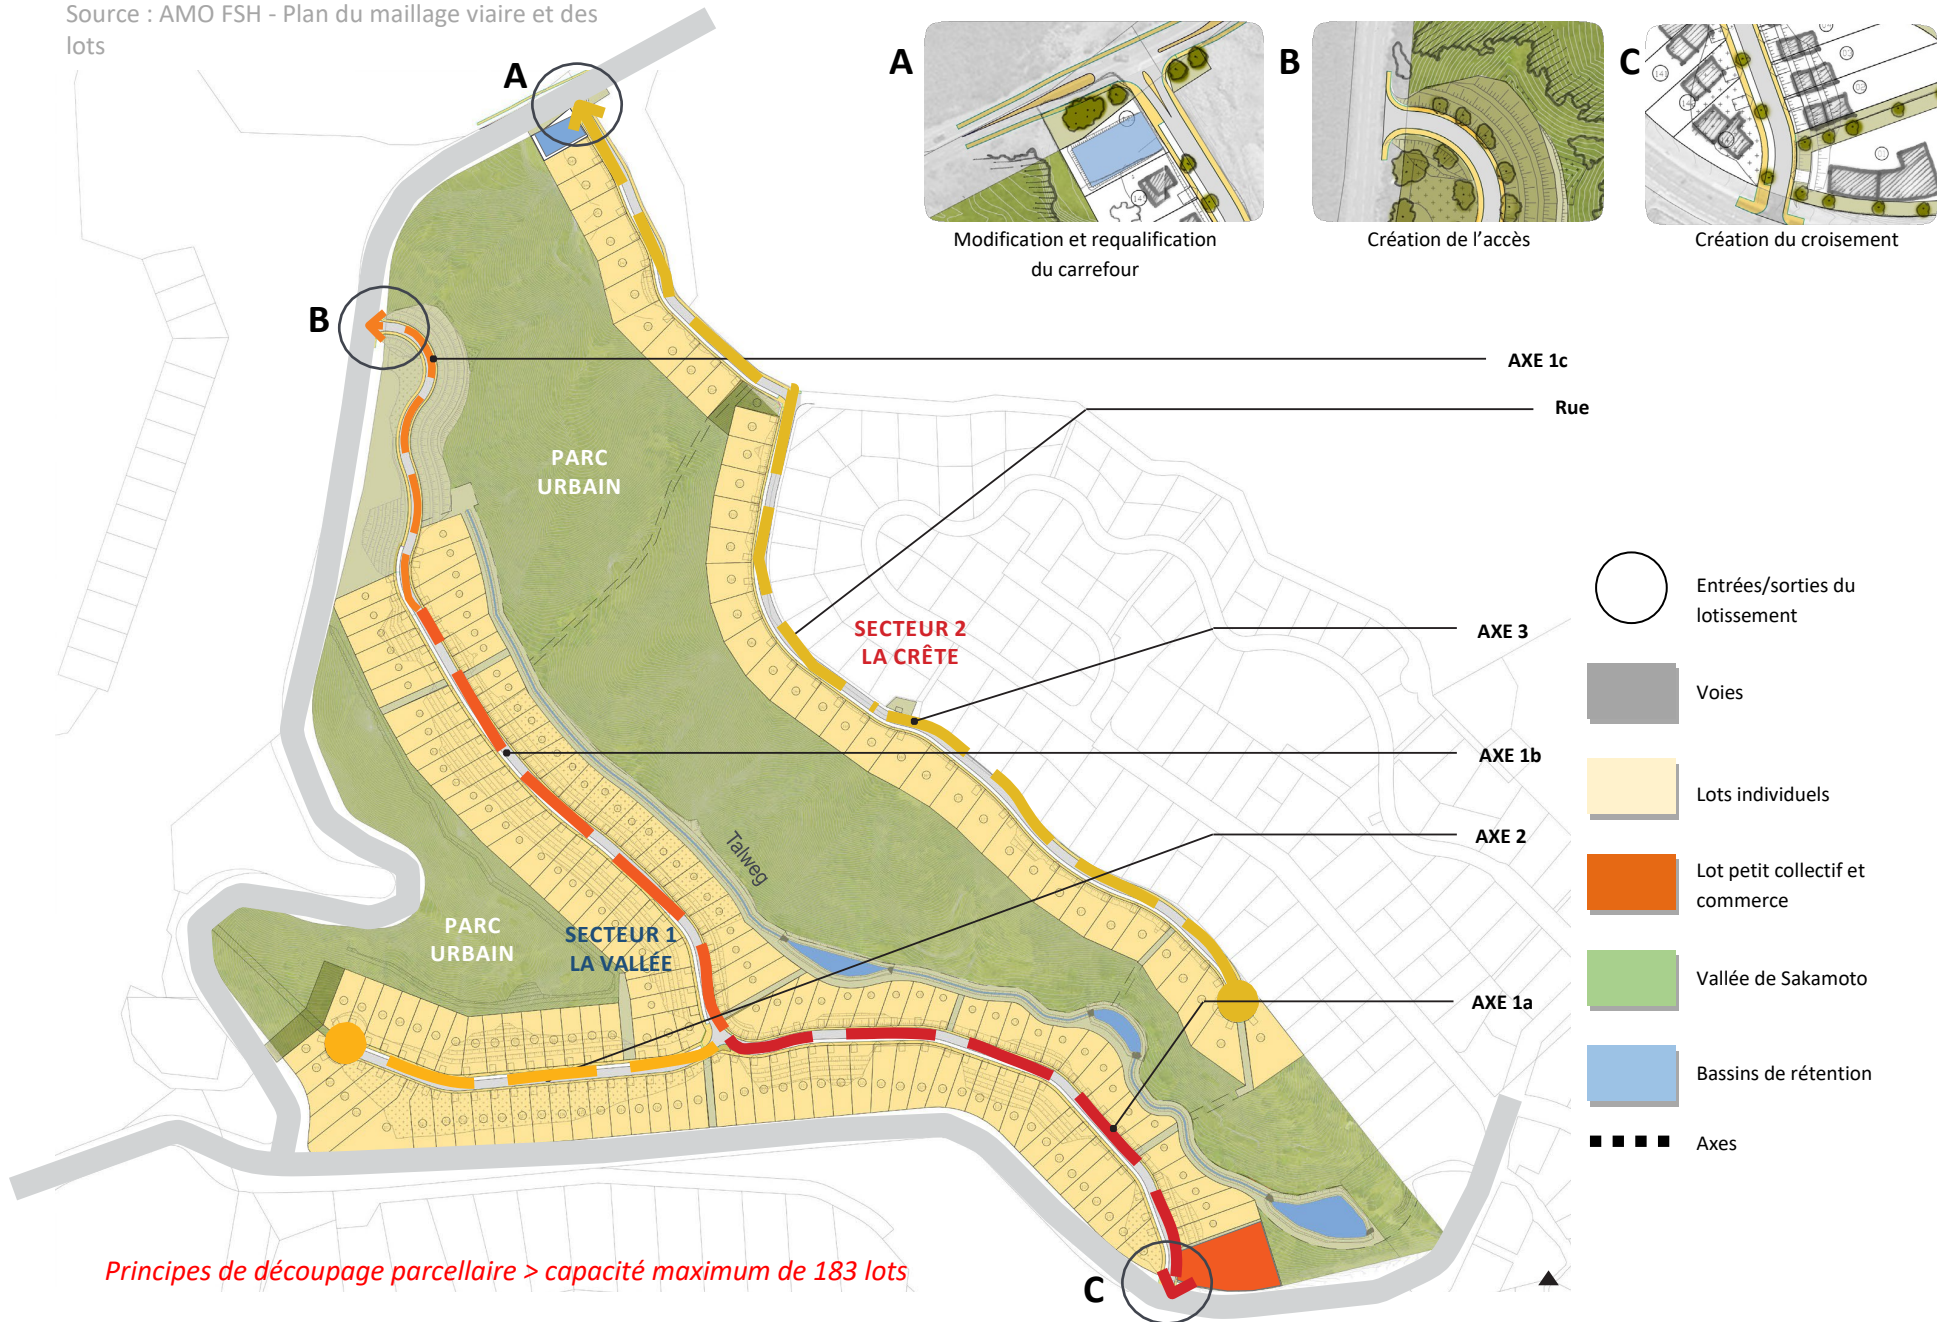 Source : AMO FSH - Plan du maillage viaire et des
lots
A
B
C
A
B
C
Modification et requalification
du carrefour
Création de l'accès
Création du croisement
AXE 1c
Rue
AXE 3
AXE 1b
AXE 2
AXE 1a
PARC
URBAIN
SECTEUR 2
LA CRÊTE
Talweg
PARC
URBAIN
SECTEUR 1
LA VALLÉE
Entrées/sorties du
lotissement
Voies
Lots individuels
Lot petit collectif et
commerce
Vallée de Sakamoto
Bassins de rétention
Axes
Principes de découpage parcellaire > capacité maximum de 183 lots